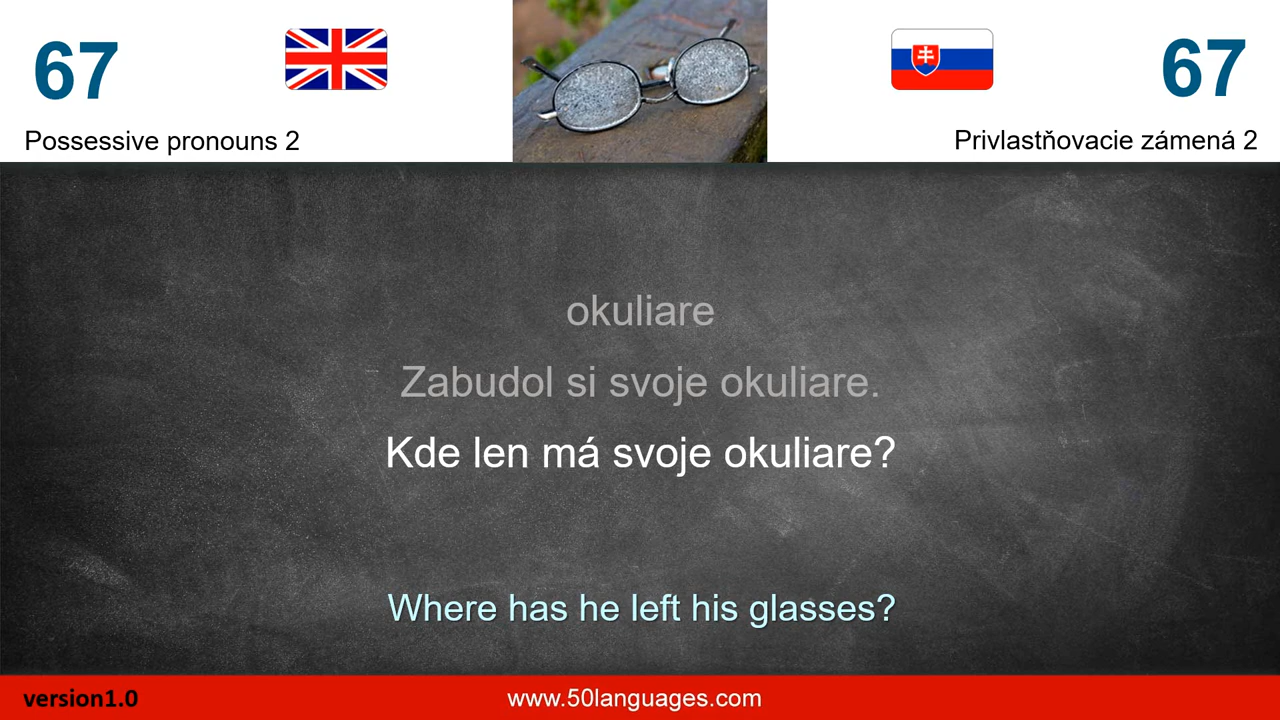 67
67
Possessive pronouns 2
Privlastňovacie zámená 2
okuliare
Zabudol si svoje okuliare.
Kde len má svoje okuliare?
Where has he left his glasses?
version1.0
www.50languages.com